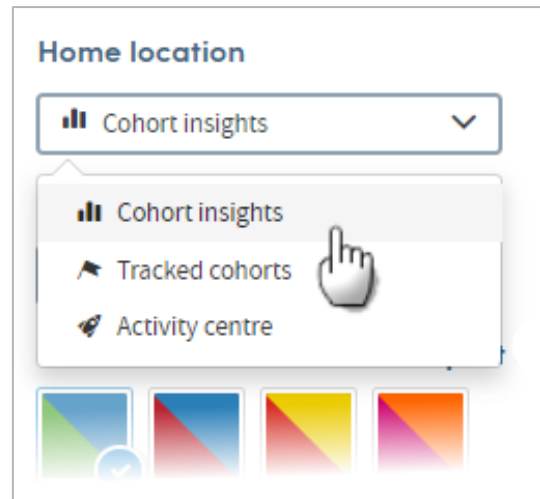 Home location
Cohort insights
Cohort insights
Tracked cohorts
Activity centre